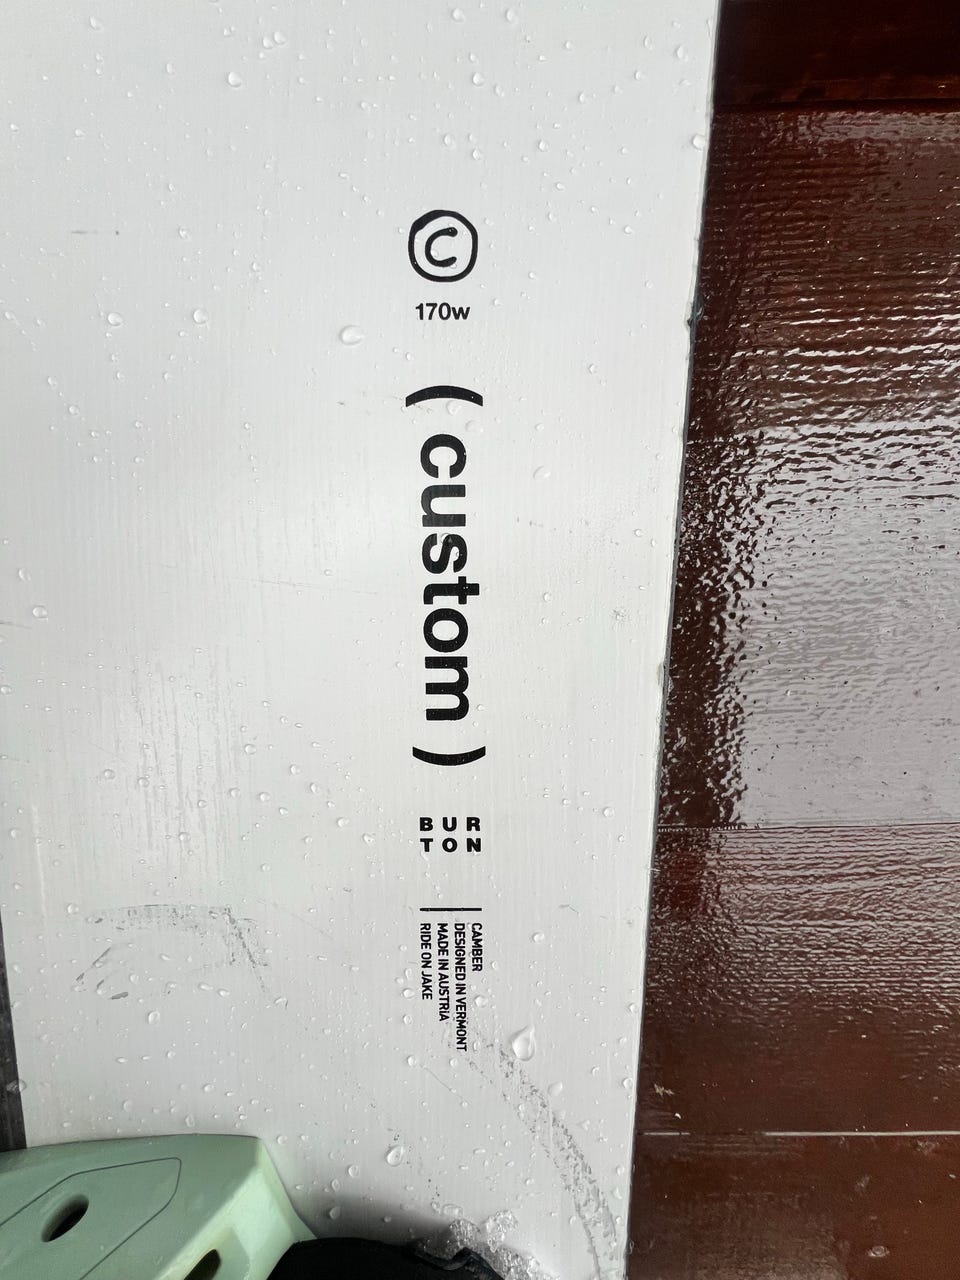 ©
170w
( custom )
BUR
TON
CAMBER
DESIGNED IN VERMONT
MADE IN AUSTRIA
RIDE ON JAKE